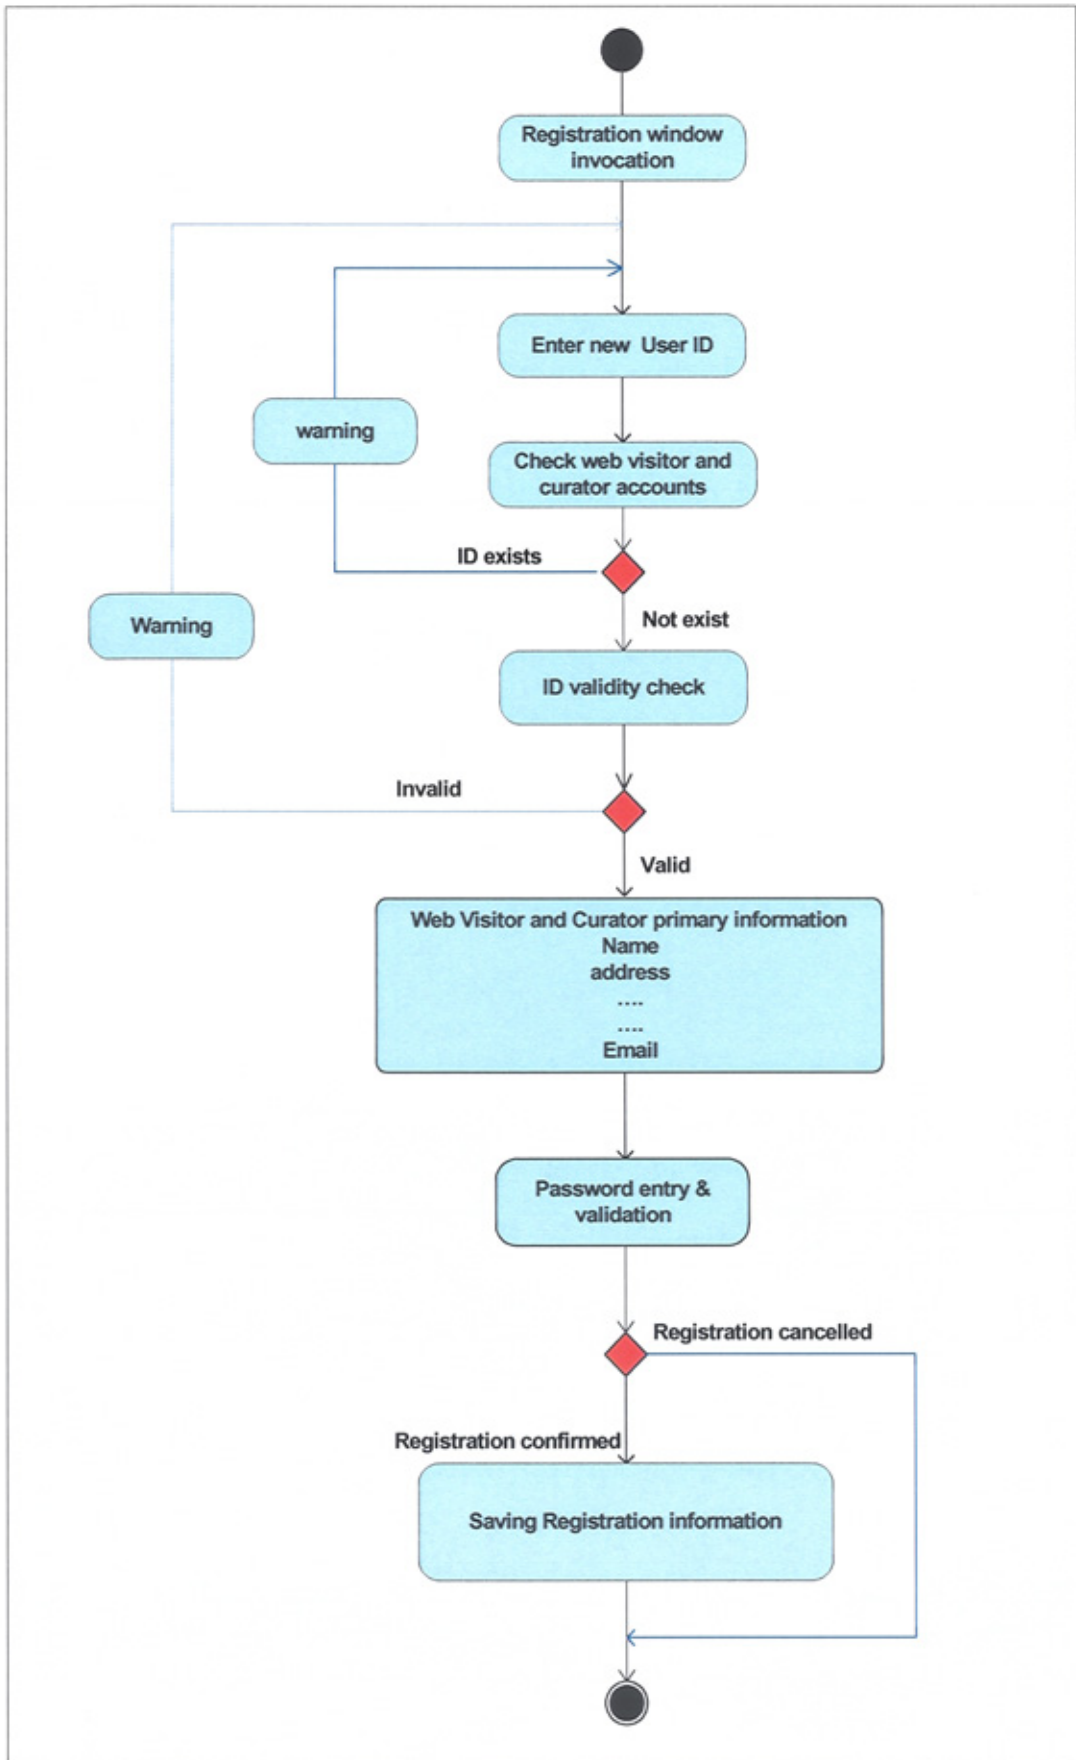 Registration window
invocation
Enter new User ID
warning
Check web visitor and
curator accounts
ID exists
Warning
Not exist
ID validity check
Invalid
Valid
Web Visitor and Curator primary information
Name
address
....
....
Email
Password entry &
validation
Registration cancelled
Registration confirmed
Saving Registration information